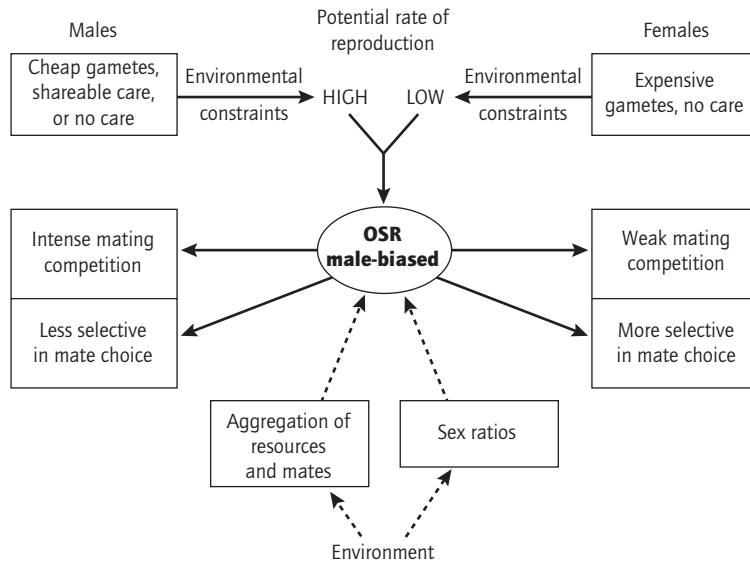 Males
Potential rate of
reproduction
Females
Cheap gametes,
shareable care,
or no care
Environmental
constraints
HIGH
LOW
Environmental
constraints
Expensive
gametes, no care
Intense mating
competition
OSR
male-biased
Weak mating
competition
Less selective
in mate choice
More selective
in mate choice
Aggregation of
resources
and mates
Sex ratios
Environment